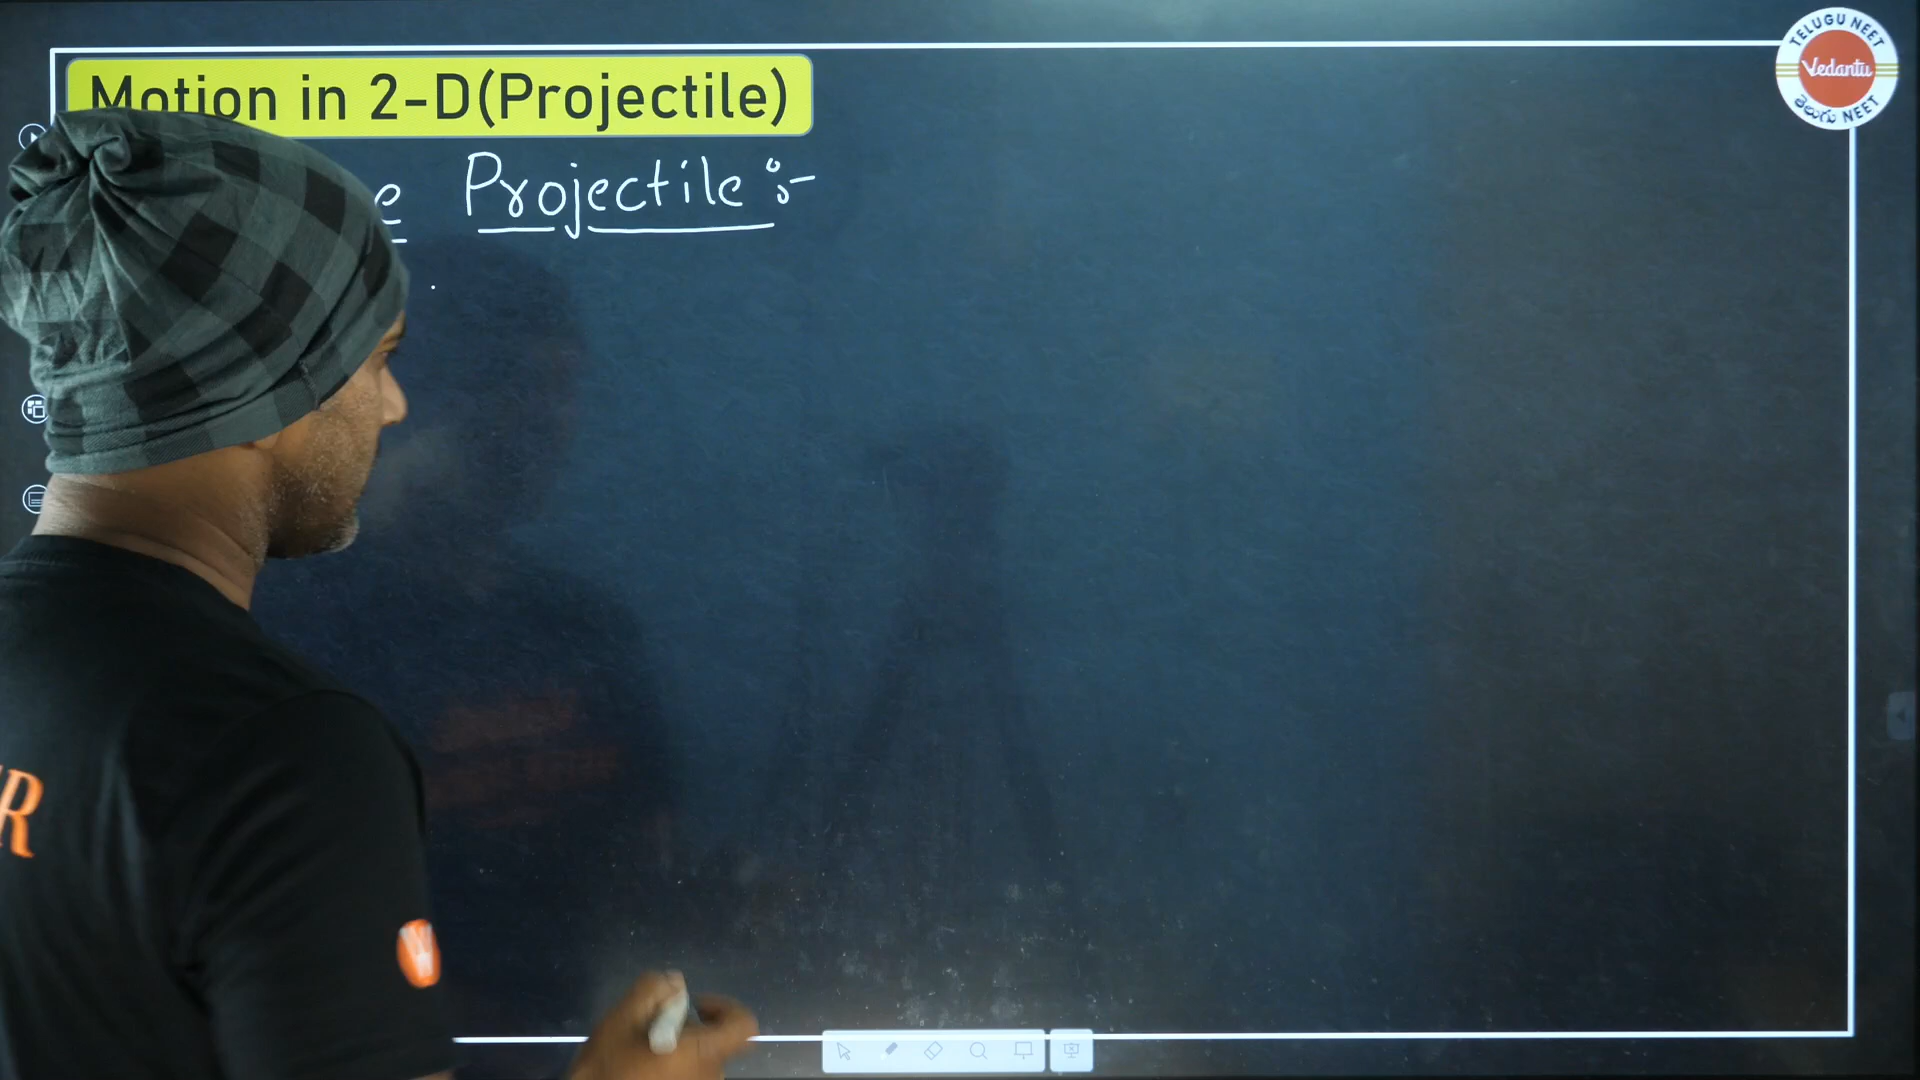 Motion in 2-D(Projectile)
TELUGU NEET
Vedantu
తెలుగు NEET
e Projectile :-
R